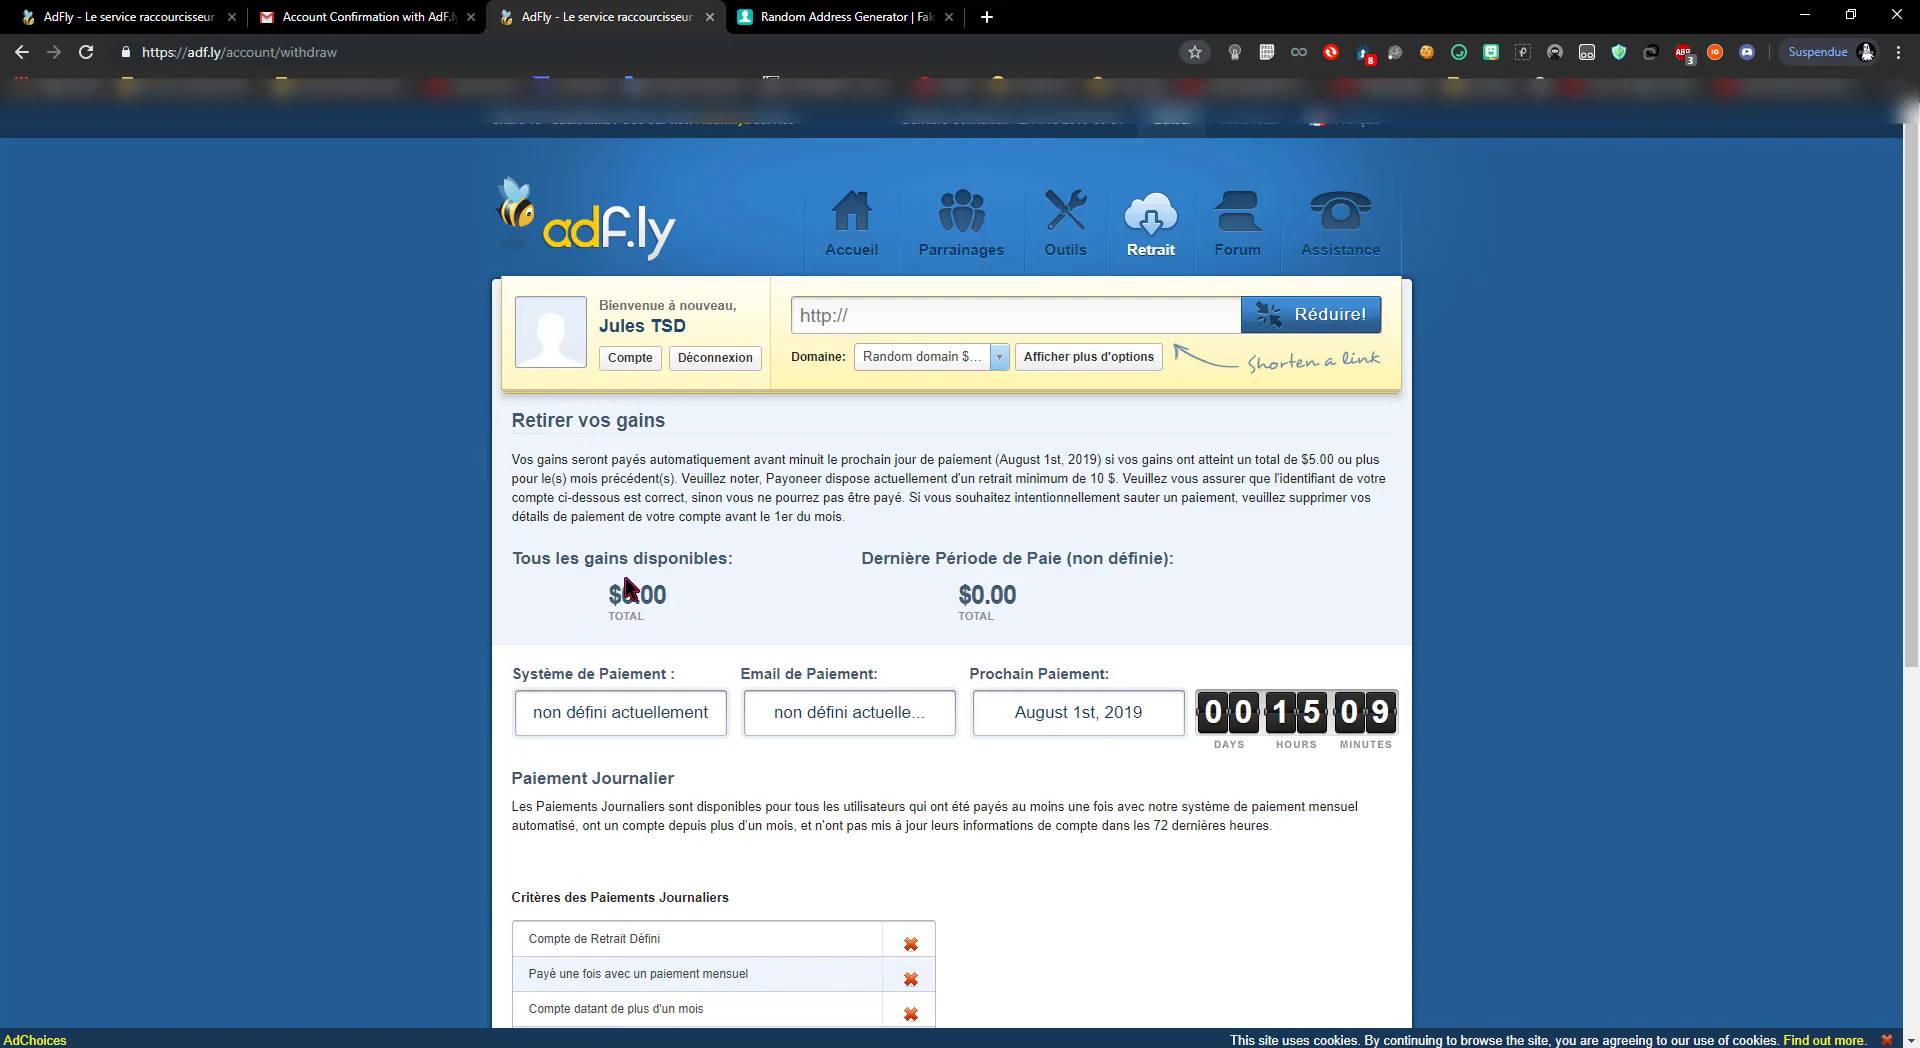 AdFly - Le service raccourcisseur
Account Confirmation with AdF.l
AdFly - Le service raccourcisseur
Random Address Generator | Fak
https://adf.ly/account/withdraw
8
3
Suspendue
adf.ly
Accueil
Parrainages
Outils
Retrait
Forum
Assistance
Bienvenue à nouveau,
Jules TSD
Compte
Déconnexion
http://
Réduire!
Domaine:
Random domain $...
Afficher plus d'options
Shorten a link
Retirer vos gains
Vos gains seront payés automatiquement avant minuit le prochain jour de paiement (August 1st, 2019) si vos gains ont atteint un total de $5.00 ou plus
pour le(s) mois précédent(s). Veuillez noter, Payoneer dispose actuellement d'un retrait minimum de 10 $. Veuillez vous assurer que l'identifiant de votre
compte ci-dessous est correct, sinon vous ne pourrez pas être payé. Si vous souhaitez intentionnellement sauter un paiement, veuillez supprimer vos
détails de paiement de votre compte avant le 1er du mois.
Tous les gains disponibles:
Dernière Période de Paie (non définie):
$0.00
$0.00
TOTAL
TOTAL
Système de Paiement :
Email de Paiement:
Prochain Paiement:
non défini actuellement
non défini actuelle...
August 1st, 2019
00 15 09
DAYS HOURS MINUTES
Paiement Journalier
Les Paiements Journaliers sont disponibles pour tous les utilisateurs qui ont été payés au moins une fois avec notre système de paiement mensuel
automatisé, ont un compte depuis plus d'un mois, et n'ont pas mis à jour leurs informations de compte dans les 72 dernières heures.
Critères des Paiements Journaliers
Compte de Retrait Défini
Payé une fois avec un paiement mensuel
Compte datant de plus d'un mois
AdChoices
This site uses cookies. By continuing to browse the site, you are agreeing to our use of cookies. Find out more.